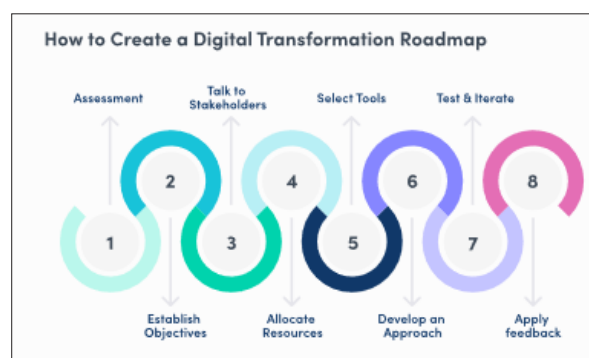 How to Create a Digital Transformation Roadmap
Assessment
Talk to
Stakeholders
Select Tools
Test & Iterate
1
2
3
4
5
6
7
8
Establish
Objectives
Allocate
Resources
Develop an
Approach
Apply
feedback